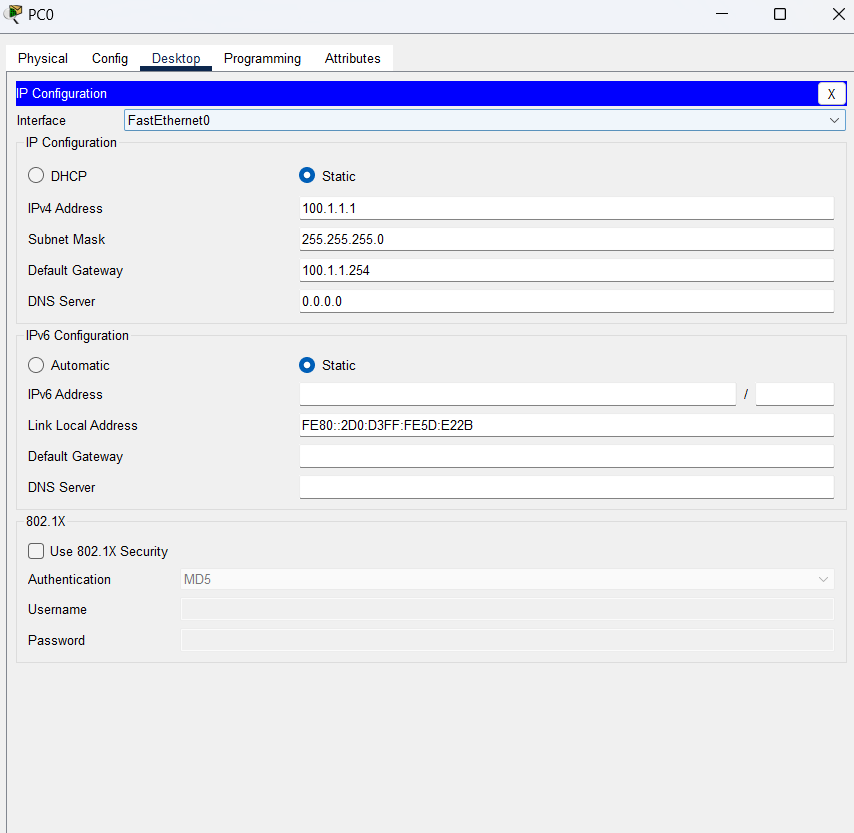 PC0
Physical Config Desktop Programming Attributes
IP Configuration X
Interface FastEthernet0
IP Configuration
DHCP Static
IPv4 Address 100.1.1.1
Subnet Mask 255.255.255.0
Default Gateway 100.1.1.254
DNS Server 0.0.0.0
IPv6 Configuration
Automatic Static
IPv6 Address /
Link Local Address FE80::2D0:D3FF:FE5D:E22B
Default Gateway
DNS Server
802.1X
Use 802.1X Security
Authentication MD5
Username
Password